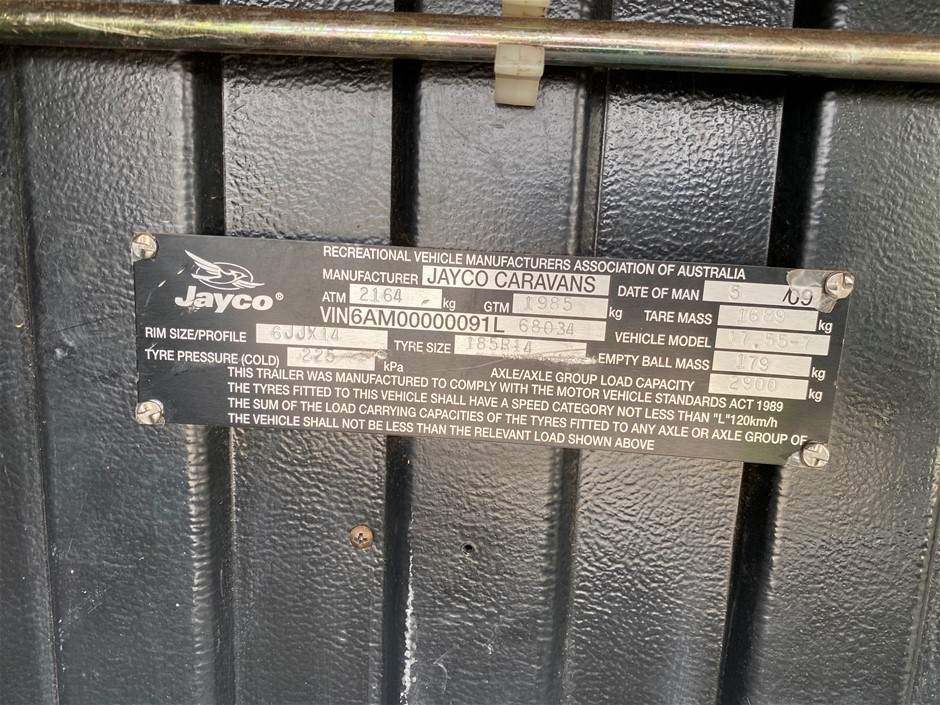 RECREATIONAL VEHICLE MANUFACTURERS ASSOCIATION OF AUSTRALIA
Jayco®
MANUFACTURER JAYCO CARAVANS DATE OF MAN 5 /09
ATM 2164 kg GTM 1985 kg TARE MASS 1689 kg
VIN 6AM00000091L 68034 VEHICLE MODEL 17.55-7
RIM SIZE/PROFILE 6JJX14 TYRE SIZE 185R14 EMPTY BALL MASS 179 kg
TYRE PRESSURE (COLD) 225 kPa AXLE/AXLE GROUP LOAD CAPACITY 2900 kg
THIS TRAILER WAS MANUFACTURED TO COMPLY WITH THE MOTOR VEHICLE STANDARDS ACT 1989
THE TYRES FITTED TO THIS VEHICLE SHALL HAVE A SPEED CATEGORY NOT LESS THAN "L"120km/h
THE SUM OF THE LOAD CARRYING CAPACITIES OF THE TYRES FITTED TO ANY AXLE OR AXLE GROUP OF
THE VEHICLE SHALL NOT BE LESS THAN THE RELEVANT LOAD SHOWN ABOVE